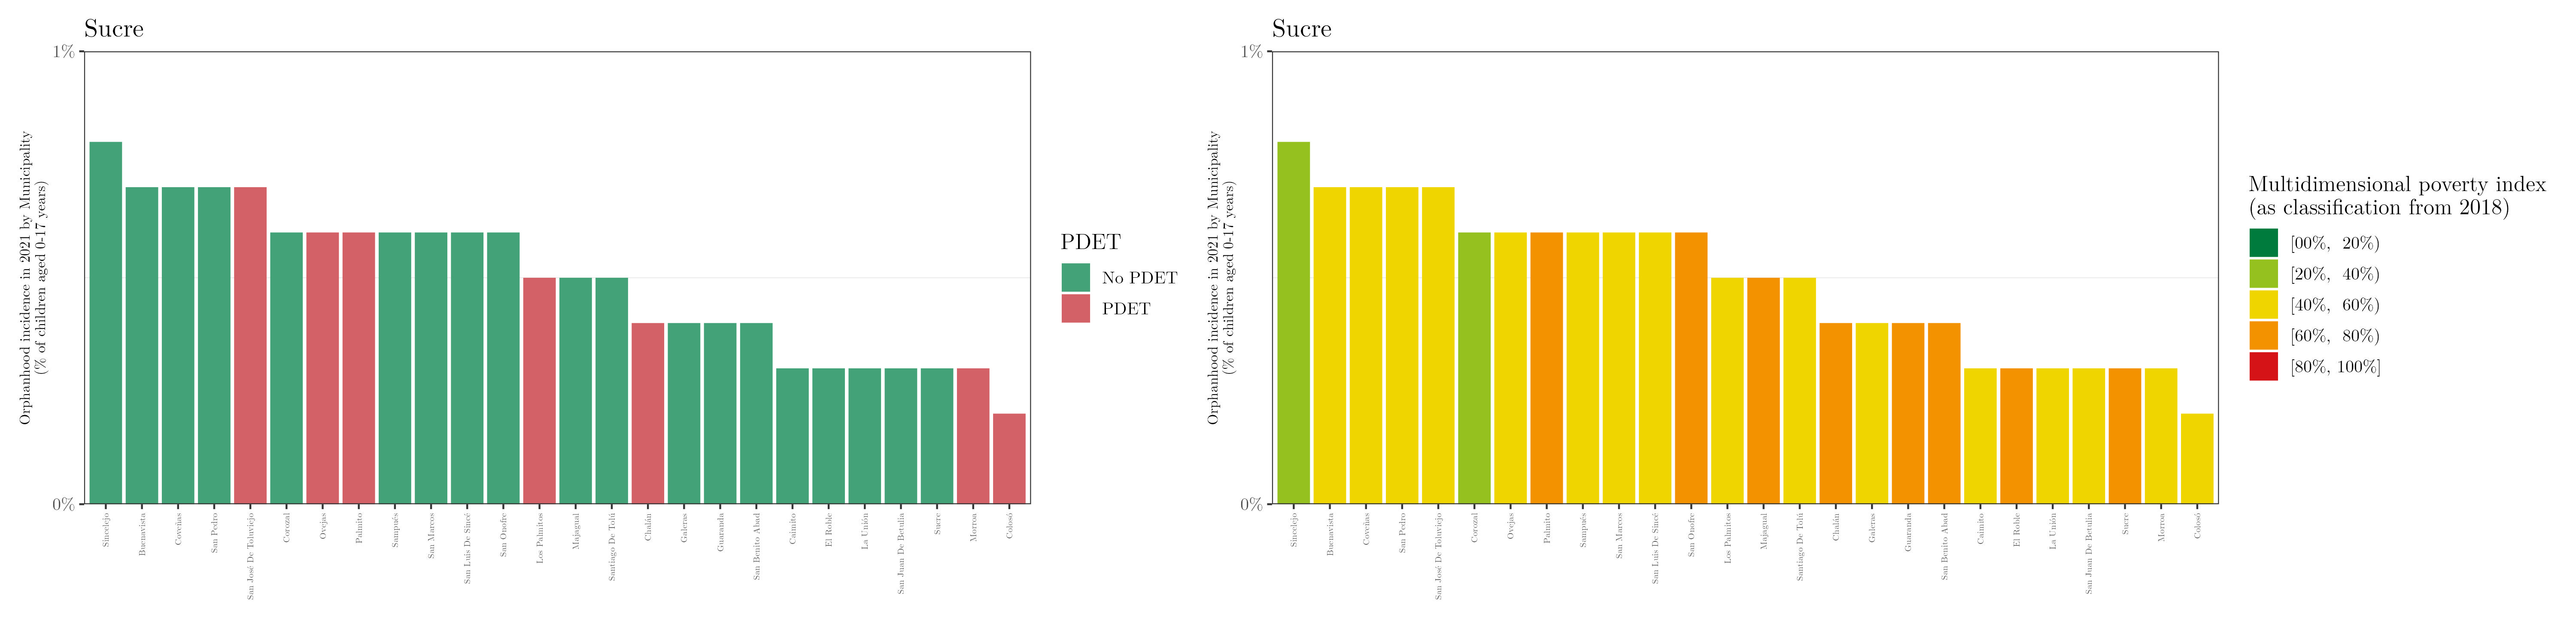 Sucre
1%
0%
Orphanhood incidence in 2021 by Municipality
(% of children aged 0-17 years)
Sincelejo
Buenavista
Coveñas
San Pedro
San José De Toluviejo
Corozal
Ovejas
Palmito
Sampués
San Marcos
San Luis De Sincé
San Onofre
Los Palmitos
Majagual
Santiago De Tolú
Chalán
Galeras
Guaranda
San Benito Abad
Caimito
El Roble
La Unión
San Juan De Betulia
Sucre
Morroa
Colosó
PDET
No PDET
PDET
Sucre
1%
0%
Orphanhood incidence in 2021 by Municipality
(% of children aged 0-17 years)
Sincelejo
Buenavista
Coveñas
San Pedro
San José De Toluviejo
Corozal
Ovejas
Palmito
Sampués
San Marcos
San Luis De Sincé
San Onofre
Los Palmitos
Majagual
Santiago De Tolú
Chalán
Galeras
Guaranda
San Benito Abad
Caimito
El Roble
La Unión
San Juan De Betulia
Sucre
Morroa
Colosó
Multidimensional poverty index
(as classification from 2018)
[00%, 20%)
[20%, 40%)
[40%, 60%)
[60%, 80%)
[80%, 100%]